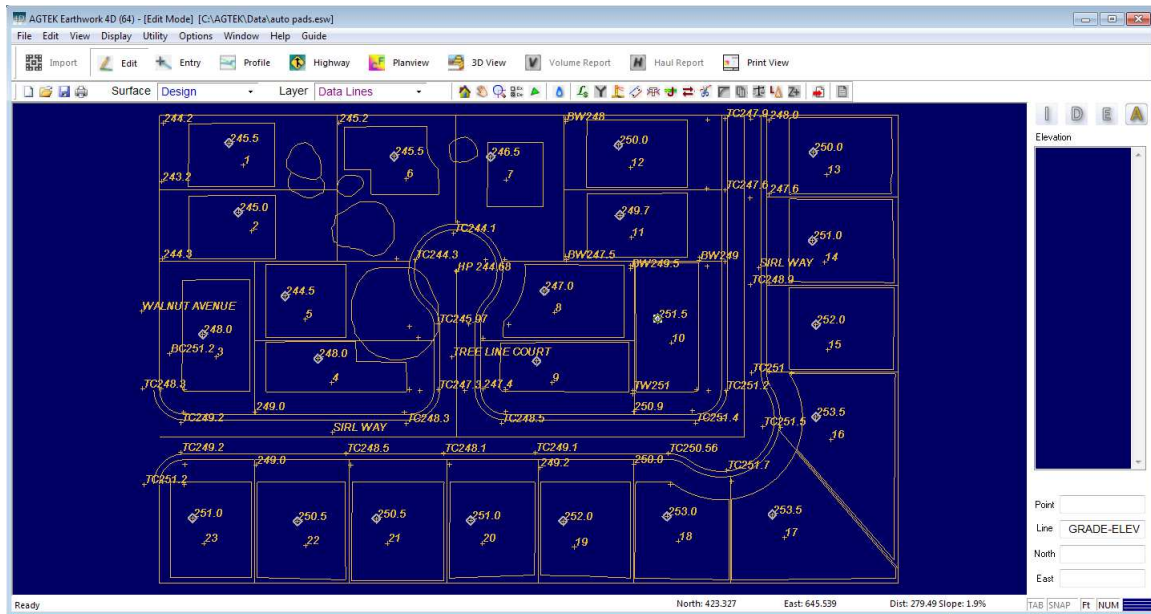 AGTEK Earthwork 4D (64) - [Edit Mode] [C:\AGTEK\Data\auto pads.esw]
File Edit View Display Utility Options Window Help Guide
Import Edit Entry Profile Highway Planview 3D View Volume Report Haul Report Print View
Surface Design Layer Data Lines
I D E A
Elevation
244.2 245.2 BW248 TC247.9 248.0
245.5 245.5 246.5 250.0 250.0
1 6 7 12 13
243.2 TC247.6 247.6
245.0 249.7
2 TC244.1 11 251.0
244.3 TC244.3 BW247.5 BW249 14
HP 244.68 BW249.5 SIRL WAY
TC248.9
244.5 247.0
WALNUT AVENUE 5 8 251.5 252.0
248.0 TC245.97 10 15
BC251.2 3 248.0 TREE LINE COURT
4 9 TC251
TC248.3 TC247.3 247.4 TW251 TC251.2
249.0 250.9 253.5
TC249.2 TC248.3 TC248.5 TC251.4 TC251.5 16
SIRL WAY
TC249.2 TC248.5 TC248.1 TC249.1 TC250.56
249.0 249.2 250.0 TC251.7
TC251.2
251.0 250.5 250.5 251.0 252.0 253.0 253.5
23 22 21 20 19 18 17
Point
Line GRADE-ELEV
North
East
Ready North: 423.327 East: 645.539 Dist: 279.49 Slope: 1.9% TAB SNAP Ft NUM